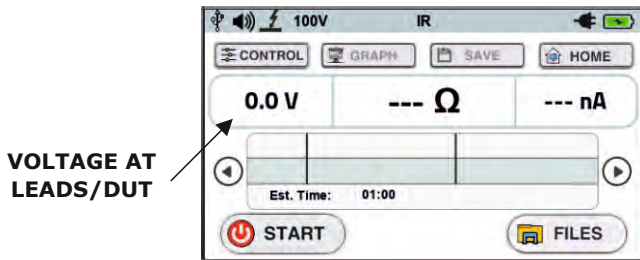 100V IR
CONTROL GRAPH SAVE HOME
0.0 V --- Ω --- nA
VOLTAGE AT
LEADS/DUT
Est. Time: 01:00
START FILES